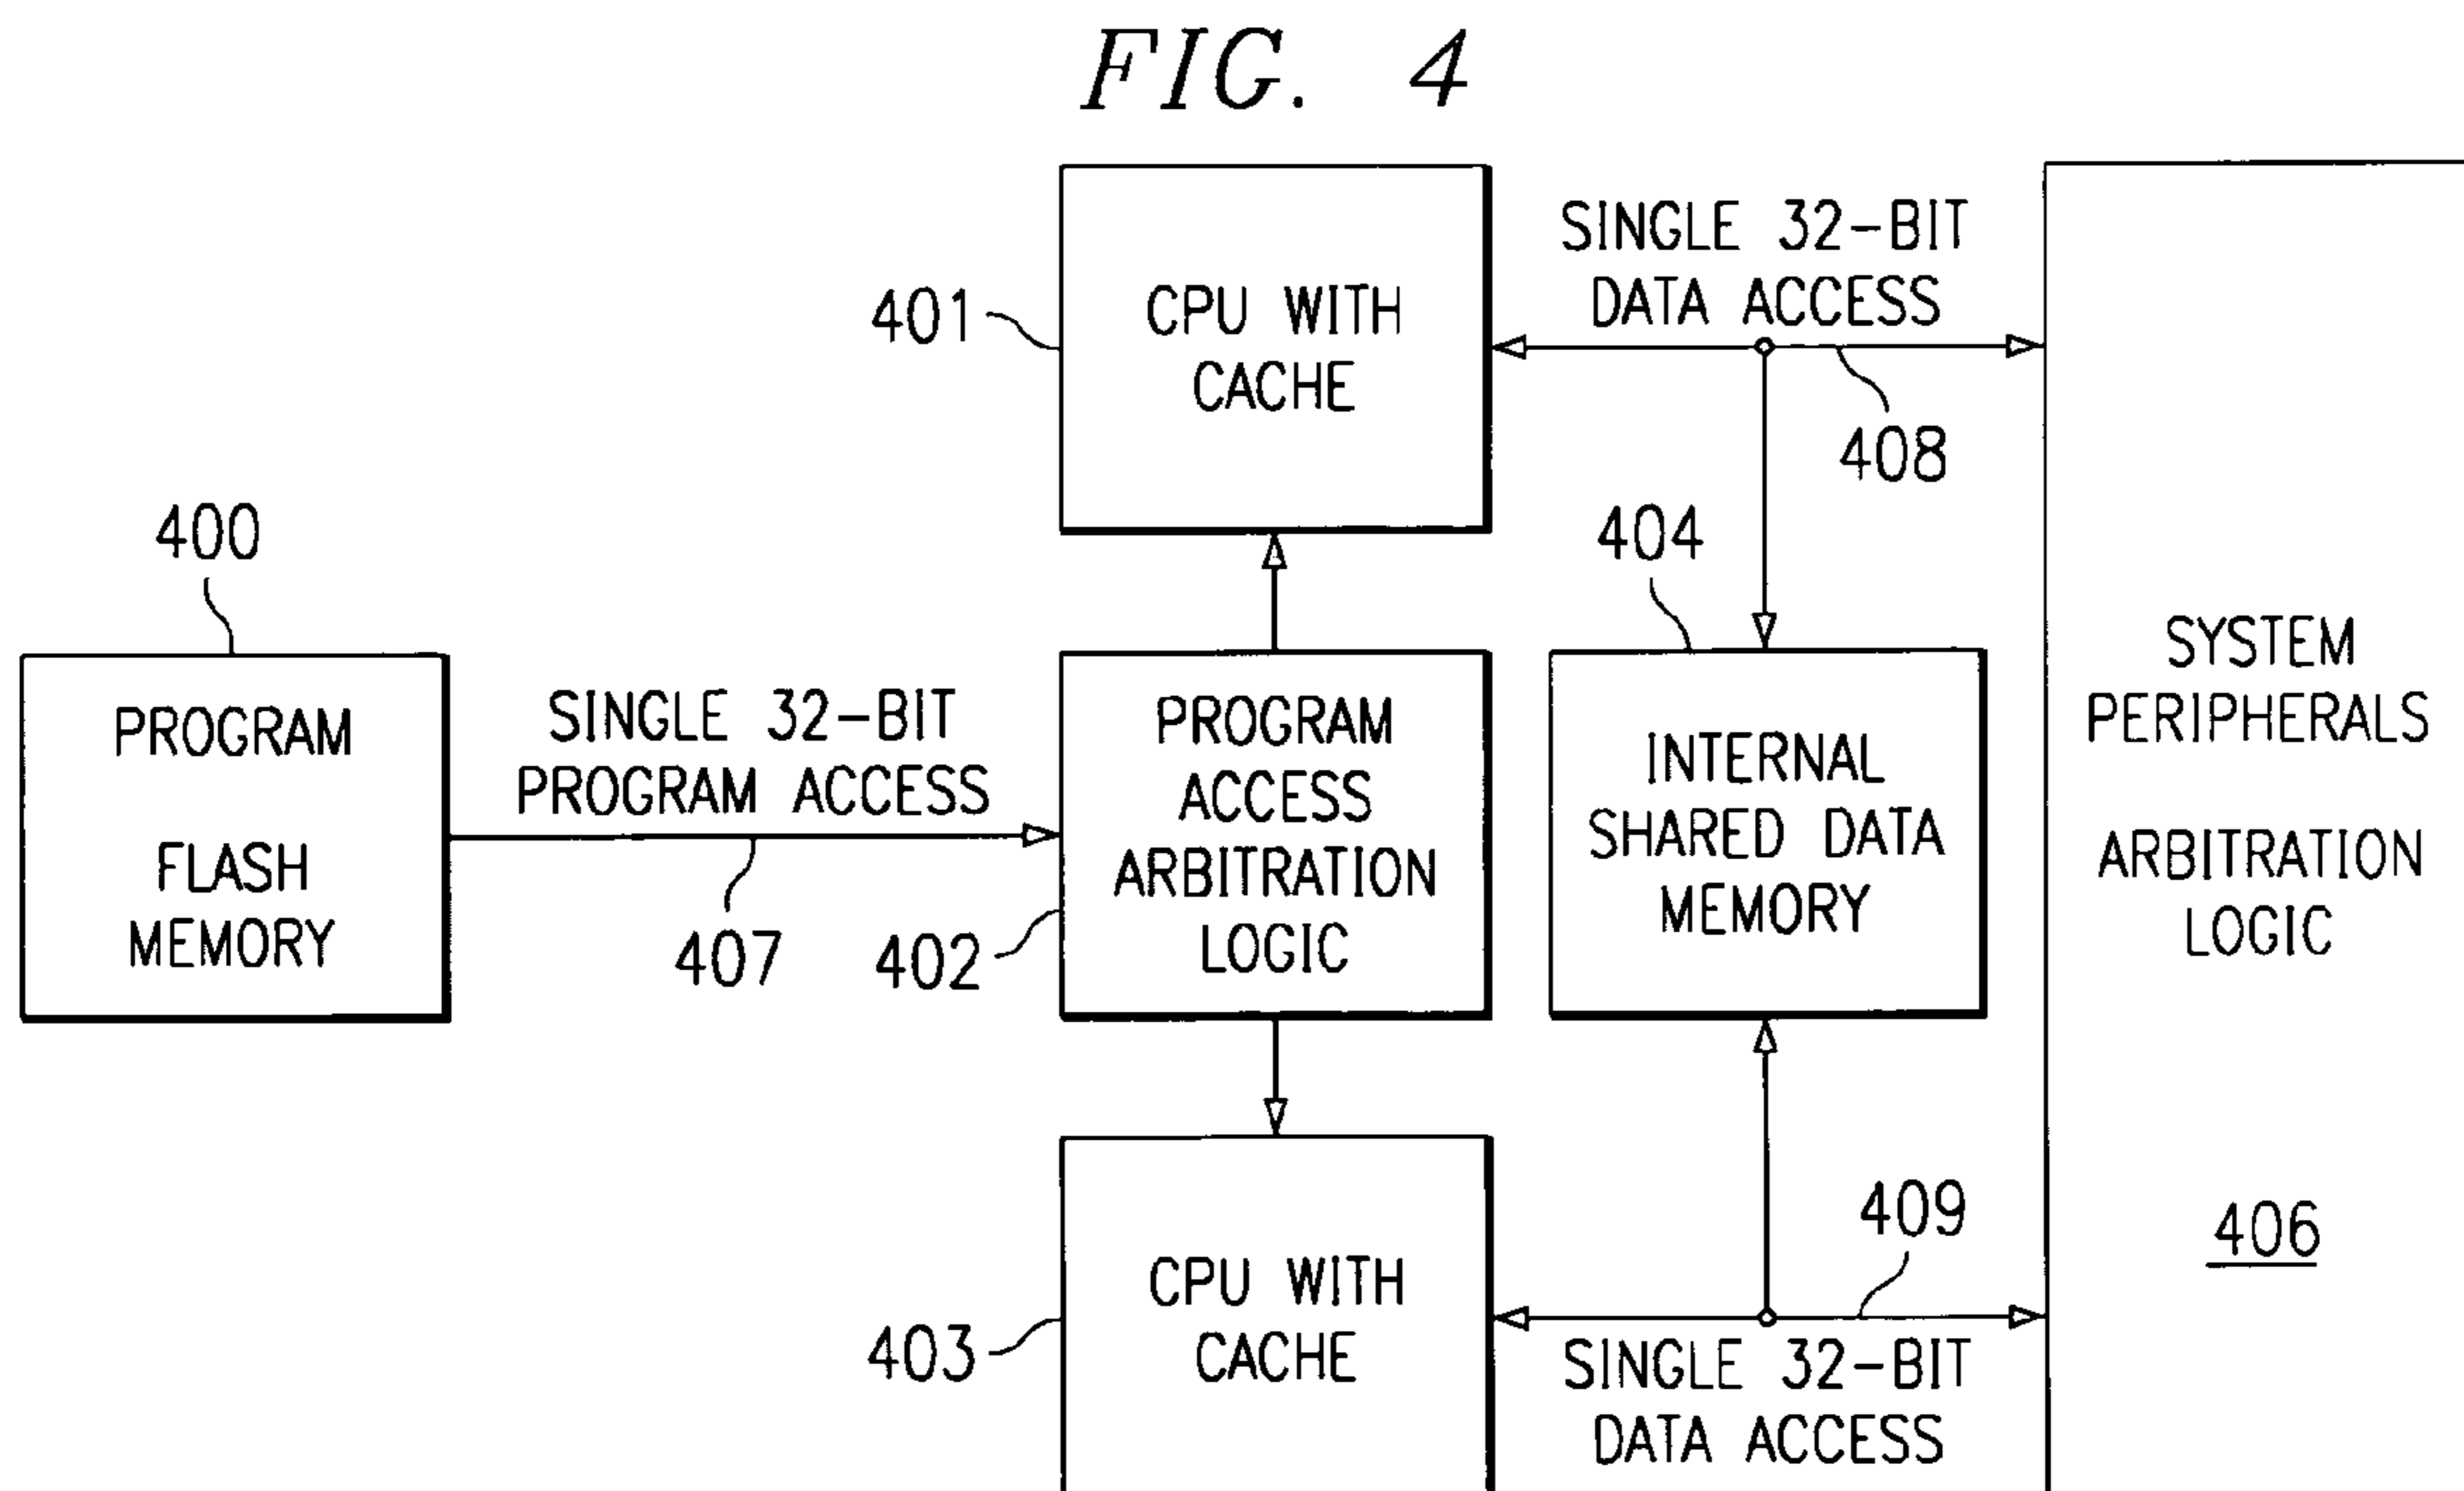 FIG. 4
CPU WITH
CACHE
401
SINGLE 32-BIT
DATA ACCESS
408
400
PROGRAM
FLASH
MEMORY
SINGLE 32-BIT
PROGRAM ACCESS
407
402
PROGRAM
ACCESS
ARBITRATION
LOGIC
404
INTERNAL
SHARED DATA
MEMORY
SYSTEM
PERIPHERALS
ARBITRATION
LOGIC
406
403
CPU WITH
CACHE
409
SINGLE 32-BIT
DATA ACCESS